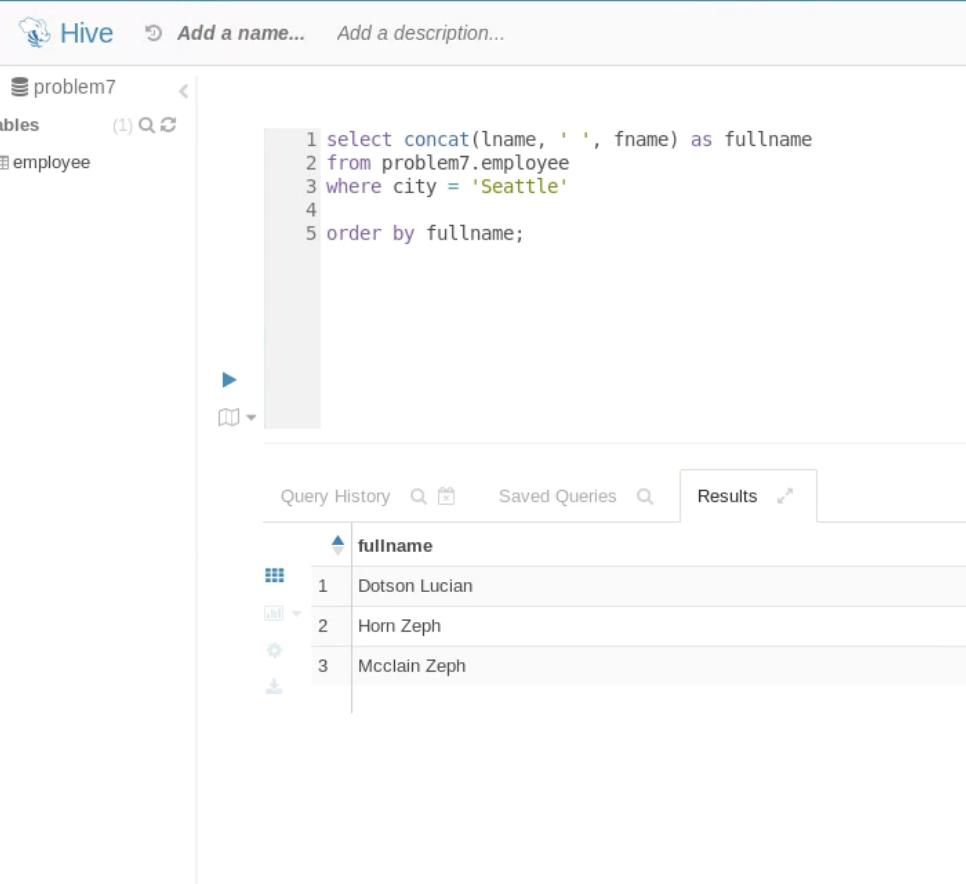 Hive Add a name... Add a description...
problem7
ables (1)
employee
1 select concat(lname, ' ', fname) as fullname
2 from problem7.employee
3 where city = 'Seattle'
4
5 order by fullname;
Query History Saved Queries Results
fullname
1 Dotson Lucian
2 Horn Zeph
3 Mcclain Zeph